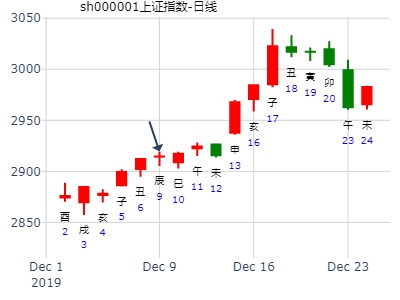 sh000001上证指数-日线
3050
3000
2950
2900
2850
酉
2
戌
3
亥
4
子
5
丑
6
辰
9
巳
10
午
11
未
12
申
13
亥
16
子
17
丑
18
寅
19
卯
20
午
23
未
24
Dec 1
2019
Dec 9
Dec 16
Dec 23